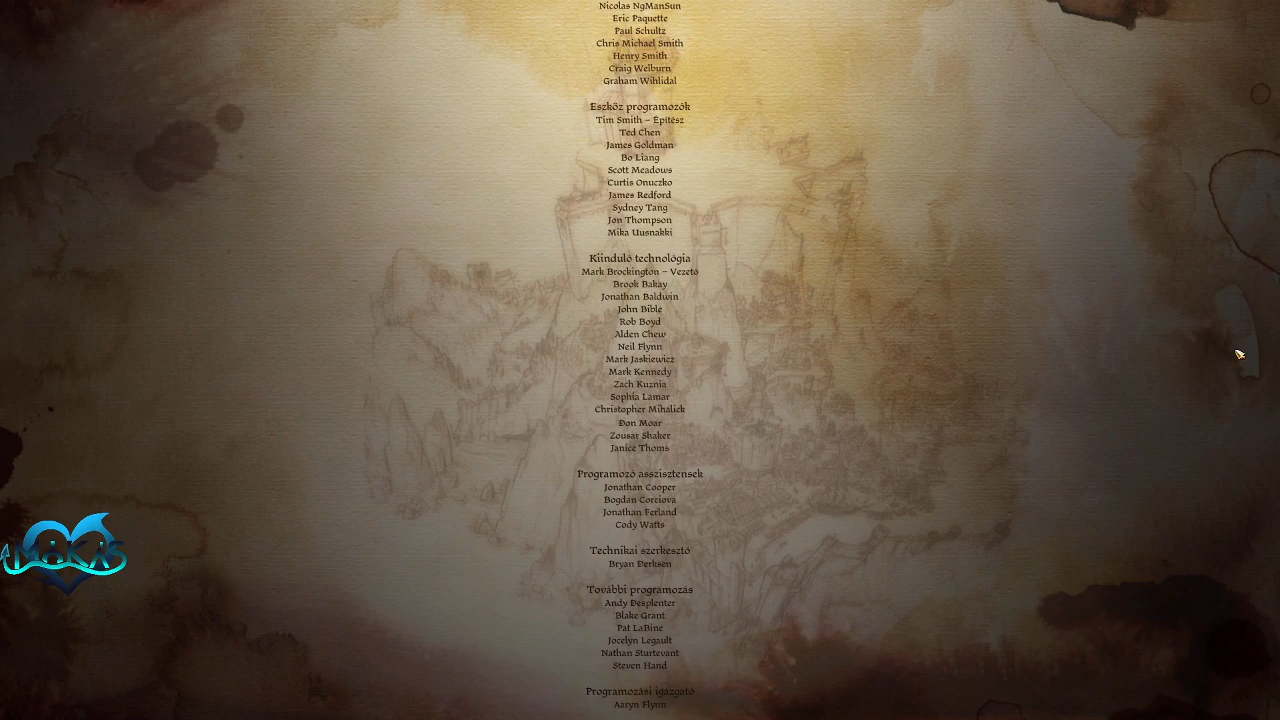 Nicolas NgManSun
Eric Paquette
Paul Schultz
Chris Michael Smith
Henry Smith
Craig Welburn
Graham Wihlidal
Eszköz programozók
Tim Smith – Építész
Ted Chen
James Goldman
Bo Liang
Scott Meadows
Curtis Onuczko
James Redford
Sydney Tang
Jon Thompson
Mika Uusnakki
Kiinduló technológia
Mark Brockington – Vezető
Brook Bakay
Jonathan Baldwin
John Bible
Rob Boyd
Alden Chew
Neil Flynn
Mark Jaskiewicz
Mark Kennedy
Zach Kuznia
Sophia Lamar
Christopher Mihalick
Don Moar
Zousar Shaker
Janice Thoms
Programozó asszisztensek
Jonathan Cooper
Bogdan Corciova
Jonathan Ferland
Cody Watts
Technikai szerkesztő
Bryan Derksen
További programozás
Andy Desplenter
Blake Grant
Pat LaBine
Jocelyn Legault
Nathan Sturtevant
Steven Hand
Programozási igazgató
Aaryn Flynn
MAKAS